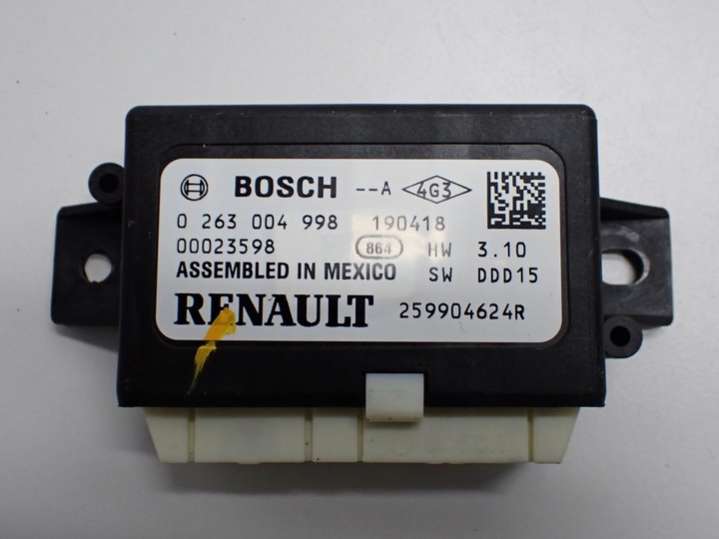 BOSCH --A 4G3
0 263 004 998 190418
00023598 864 HW 3.10
ASSEMBLED IN MEXICO SW DDD15
RENAULT 259904624R